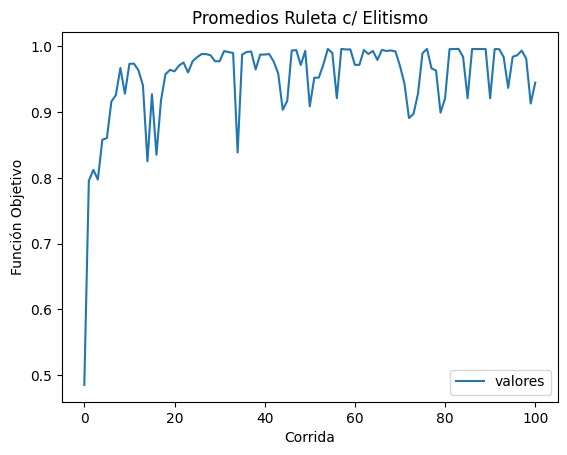 Promedios Ruleta c/ Elitismo
1.0
0.9
0.8
0.7
0.6
0.5
Función Objetivo
0 20 40 60 80 100
Corrida
valores